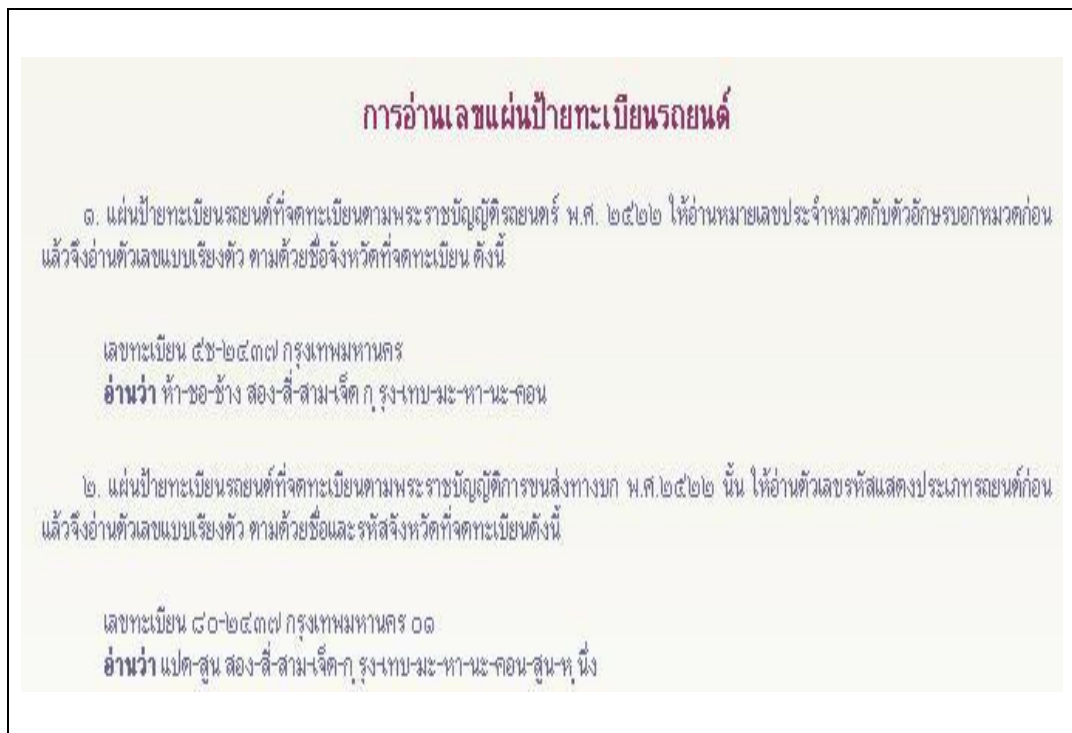 การอ่านเลขแผ่นป้ายทะเบียนรถยนต์
๑. แผ่นป้ายทะเบียนรถยนต์ที่จดทะเบียนตามพระราชบัญญัติรถยนตร์ พ.ศ. ๒๕๒๒ ให้อ่านหมายเลขประจำหมวดกับตัวอักษรบอกหมวดก่อน
แล้วจึงอ่านตัวเลขแบบเรียงตัว ตามด้วยชื่อจังหวัดที่จดทะเบียน ดังนี้
เลขทะเบียน ๕ช-๒๔๓๗ กรุงเทพมหานคร
อ่านว่า ห้า-ชอ-ช้าง สอง-สี่-สาม-เจ็ด กฺ รุง-เทบ-มะ-หา-นะ-คอน
๒. แผ่นป้ายทะเบียนรถยนต์ที่จดทะเบียนตามพระราชบัญญัติการขนส่งทางบก พ.ศ.๒๕๒๒ นั้น ให้อ่านตัวเลขรหัสแสดงประเภทรถยนต์ก่อน
แล้วจึงอ่านตัวเลขแบบเรียงตัว ตามด้วยชื่อและรหัสจังหวัดที่จดทะเบียนดังนี้
เลขทะเบียน ๘๐-๒๔๓๗ กรุงเทพมหานคร ๐๑
อ่านว่า แปด-สูน สอง-สี่-สาม-เจ็ด-กฺ รุง-เทบ-มะ-หา-นะ-คอน-สูน-หฺ นึ่ง